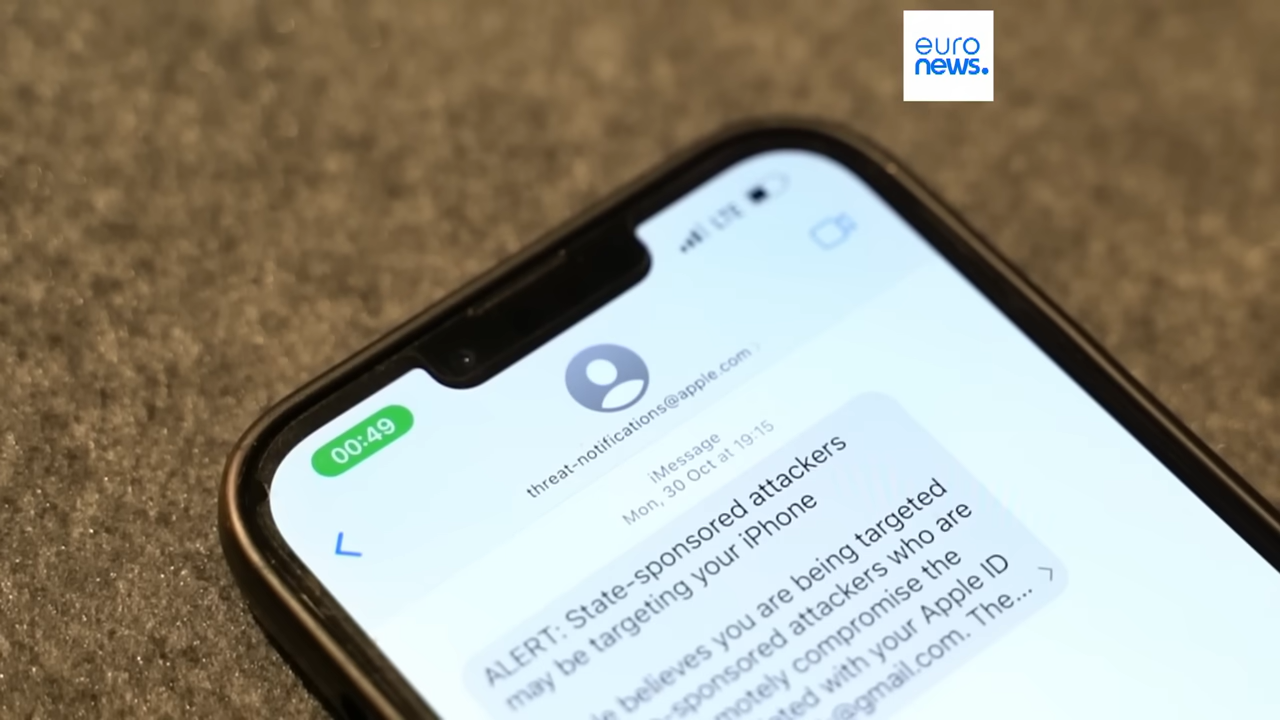 euro
news.
LTE
00:49
threat-notifications@apple.com
iMessage
Mon, 30 Oct at 19:15
ALERT: State-sponsored attackers
may be targeting your iPhone
believes you are being targeted
-sponsored attackers who are
compromise the
with your Apple ID
@gmail.com. The...